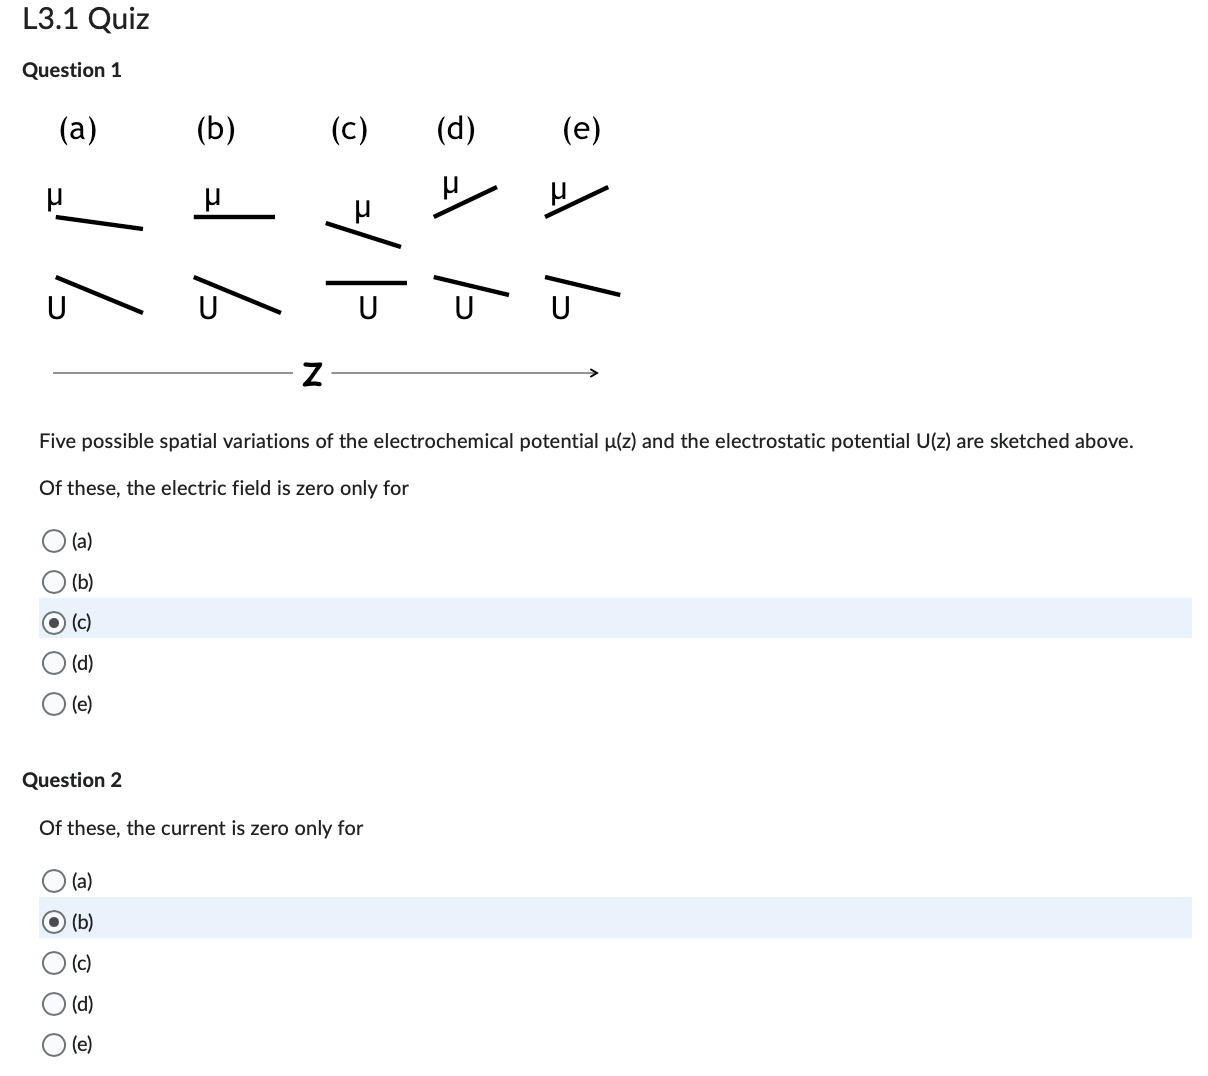 L3.1 Quiz
Question 1
(a) (b) (c) (d) (e)
μ μ μ μ μ
U U U U U
z
Five possible spatial variations of the electrochemical potential μ(z) and the electrostatic potential U(z) are sketched above.
Of these, the electric field is zero only for
(a)
(b)
(c)
(d)
(e)
Question 2
Of these, the current is zero only for
(a)
(b)
(c)
(d)
(e)